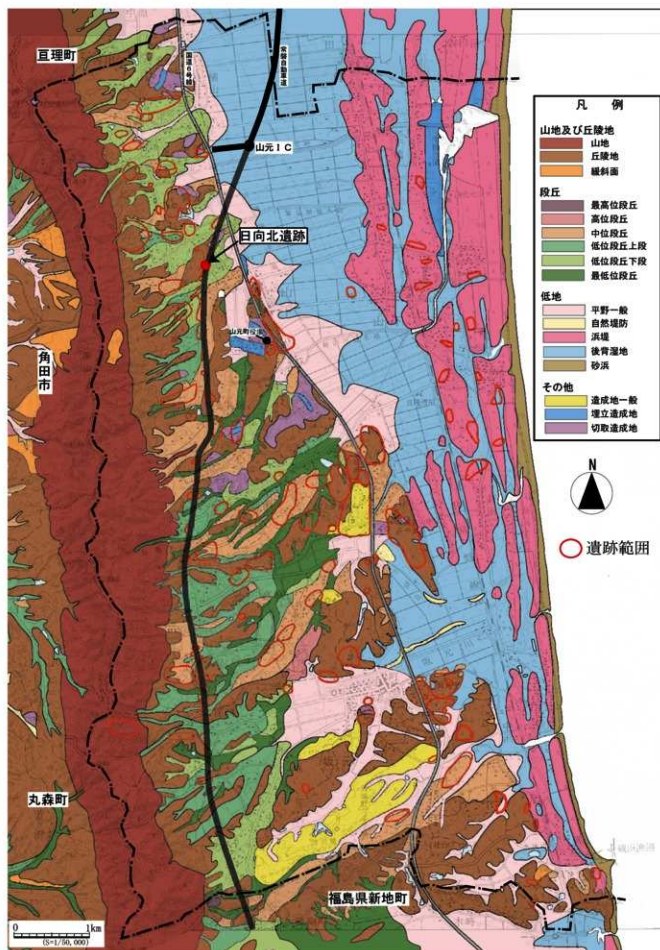 亘理町
国道6号線
常磐自動車道
山元IC
日向北遺跡
山元町役場
角田市
丸森町
福島県新地町
凡 例
山地及び丘陵地
山地
丘陵地
緩斜面
段丘
最高位段丘
高位段丘
中位段丘
低位段丘上段
低位段丘下段
最低位段丘
低地
平野一般
自然堤防
浜堤
後背湿地
砂浜
その他
造成地一般
埋立造成地
切取造成地
N
遺跡範囲
0 1km
(S=1/50,000)